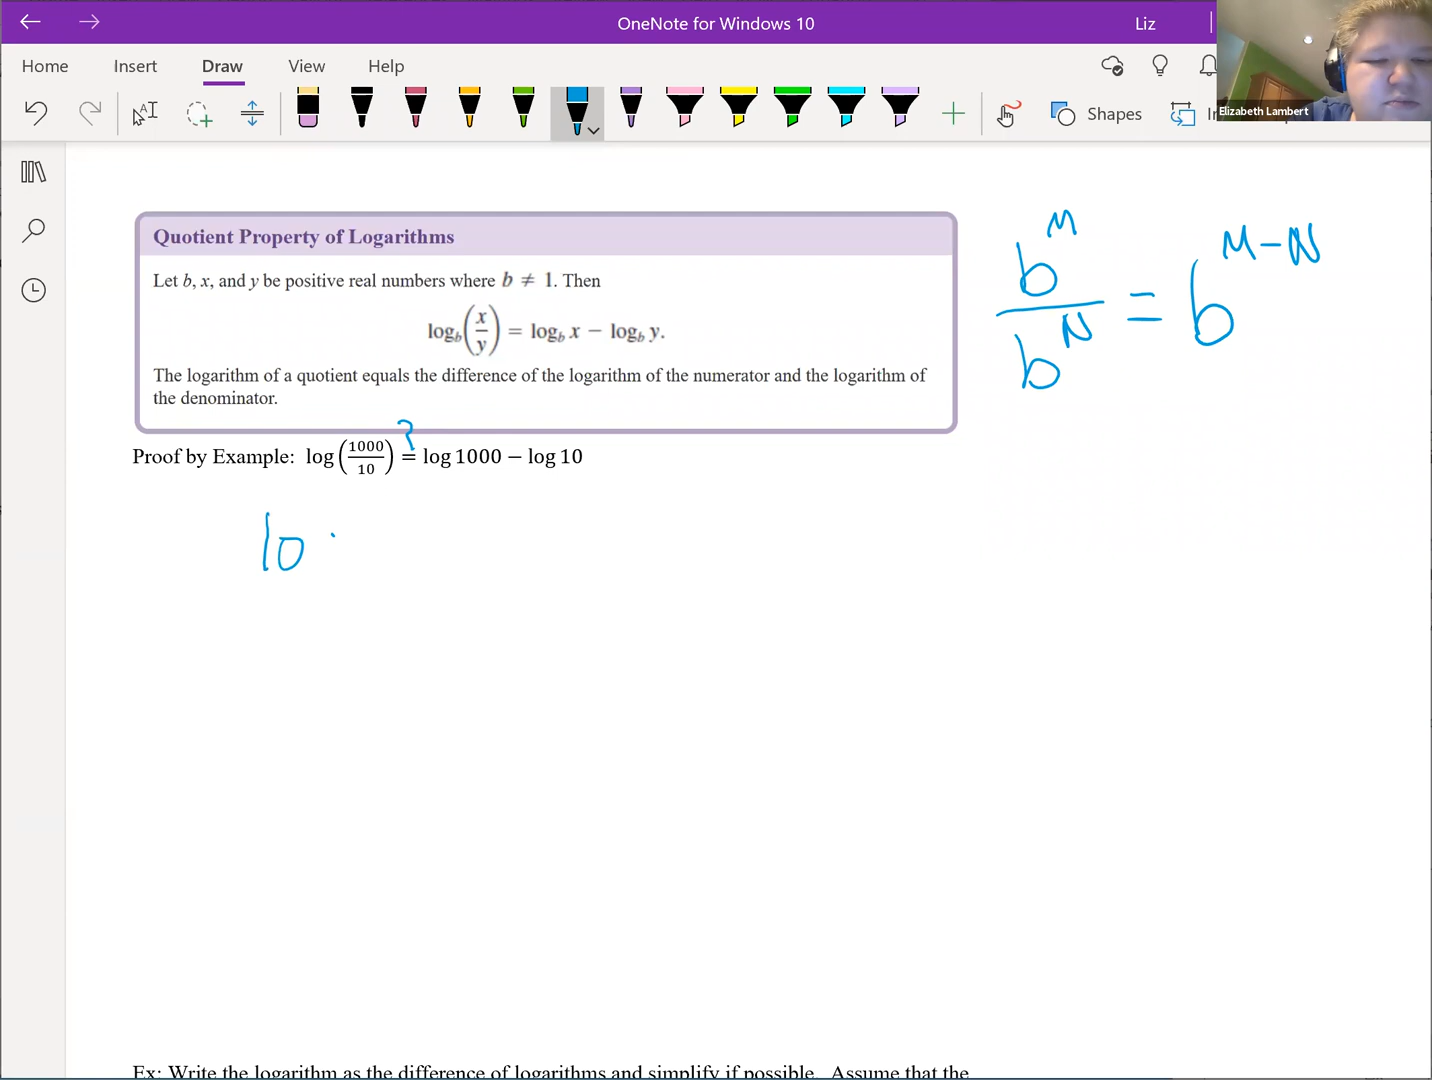 OneNote for Windows 10
Liz
Elizabeth Lambert
Home Insert Draw View Help
Shapes
Quotient Property of Logarithms
Let b, x, and y be positive real numbers where b ≠ 1. Then
log_b(x/y) = log_b x − log_b y.
The logarithm of a quotient equals the difference of the logarithm of the numerator and the logarithm of
the denominator.
b^M / b^N = b^(M−N)
?
Proof by Example: log(1000/10) = log 1000 − log 10
lo
Ex: Write the logarithm as the difference of logarithms and simplify if possible. Assume that the